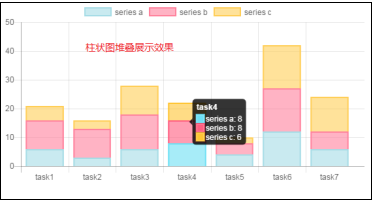 series a series b series c
50
柱状图堆叠展示效果
40
30
task4
series a: 8
20
series b: 8
series c: 6
10
0
task1 task2 task3 task4 task5 task6 task7